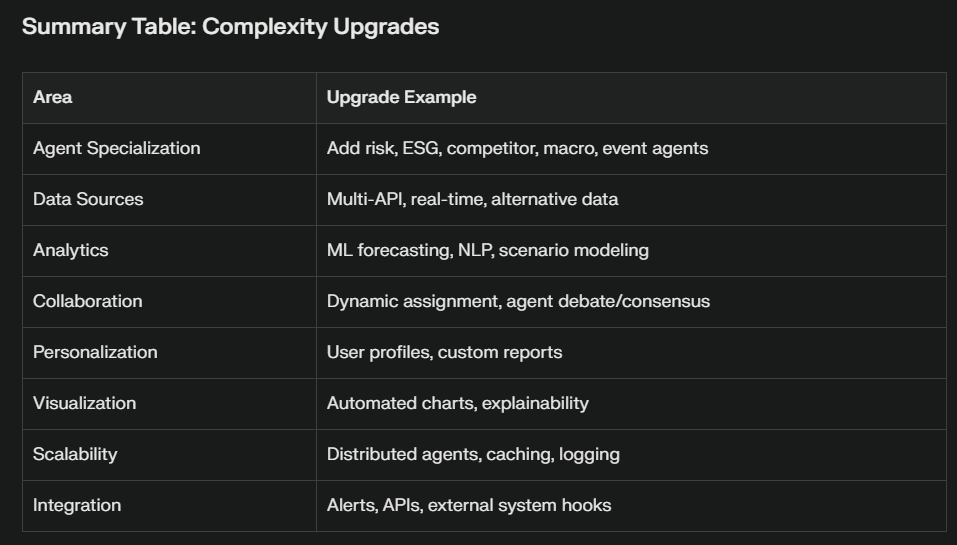 Summary Table: Complexity Upgrades
Area Upgrade Example
Agent Specialization Add risk, ESG, competitor, macro, event agents
Data Sources Multi-API, real-time, alternative data
Analytics ML forecasting, NLP, scenario modeling
Collaboration Dynamic assignment, agent debate/consensus
Personalization User profiles, custom reports
Visualization Automated charts, explainability
Scalability Distributed agents, caching, logging
Integration Alerts, APIs, external system hooks